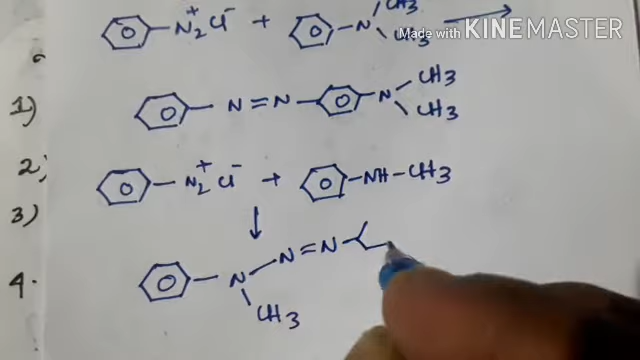 N₂⁺Cl⁻ + N CH3
CH3
Made with KINEMASTER
1) N=N N CH3
CH3
2) N₂⁺Cl⁻ + NH-CH3
3)
4. N N=N
CH3